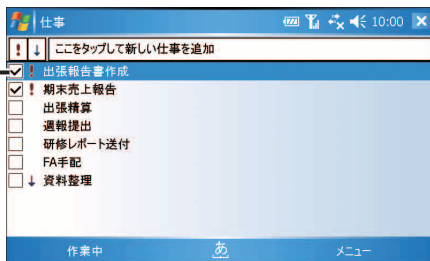 仕事 10:00
! ↓ ここをタップして新しい仕事を追加
! 出張報告書作成
! 期末売上報告
出張精算
週報提出
研修レポート送付
FA手配
↓ 資料整理
作業中 あ メニュー